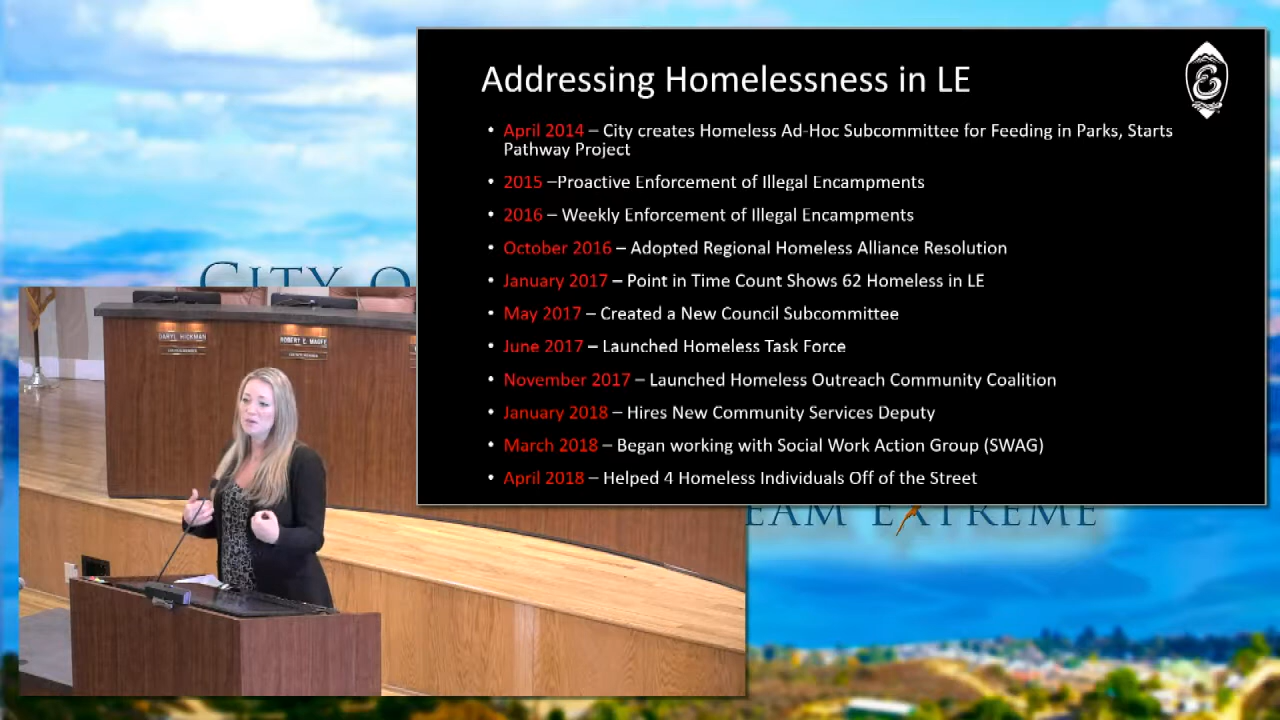 Addressing Homelessness in LE
• April 2014 – City creates Homeless Ad-Hoc Subcommittee for Feeding in Parks, Starts
Pathway Project
• 2015 –Proactive Enforcement of Illegal Encampments
• 2016 – Weekly Enforcement of Illegal Encampments
• October 2016 – Adopted Regional Homeless Alliance Resolution
• January 2017 – Point in Time Count Shows 62 Homeless in LE
• May 2017 – Created a New Council Subcommittee
• June 2017 – Launched Homeless Task Force
• November 2017 – Launched Homeless Outreach Community Coalition
• January 2018 – Hires New Community Services Deputy
• March 2018 – Began working with Social Work Action Group (SWAG)
• April 2018 – Helped 4 Homeless Individuals Off of the Street
CITY O
DARYL HICKMAN
ROBERT E. MAGEE
EAM EXTREME